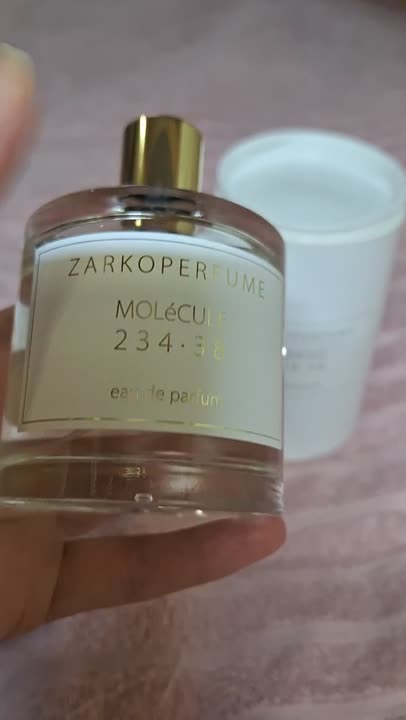 ZARKOPERFUME
MOLéCULE
234·38
eau de parfum